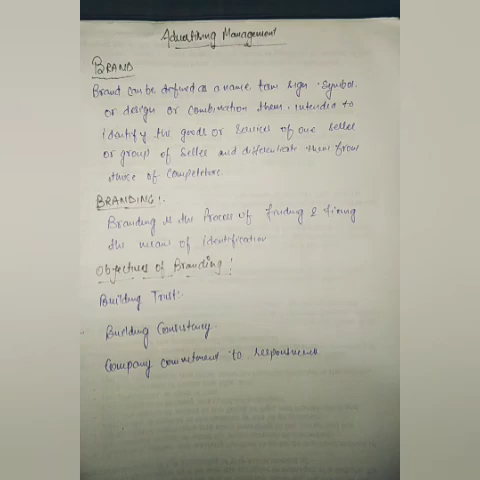 Advertising Management
BRAND
Brand can be defined as a name term sign symbol
or design or combination them. intended to
identify the goods or services of one seller
or group of seller and differentiate them from
those of competetors.
BRANDING:-
Branding is the Process of finding & fixing
the means of identification
Objectives of Branding:
Building Trust:
Building Consistancy
Company commitment to responsiveness